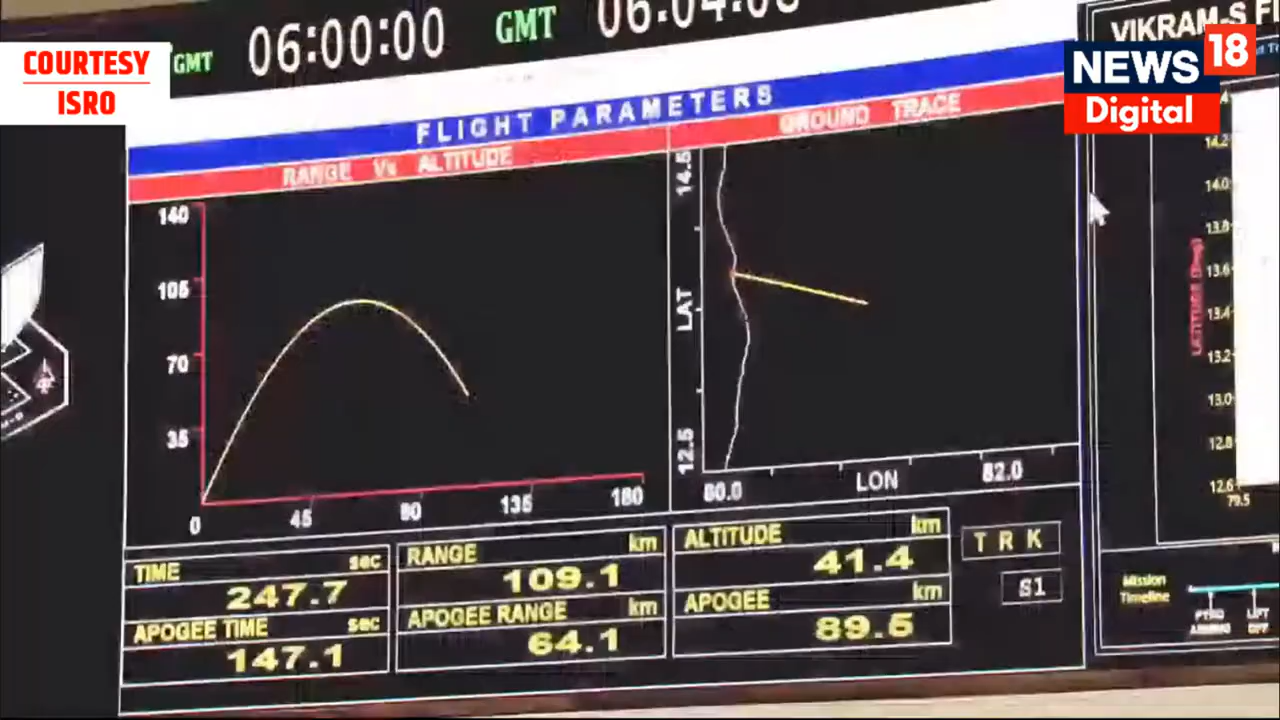 COURTESY
ISRO
GMT 06:00:00 GMT
VIKRAM-S
NEWS 18
Digital
FLIGHT PARAMETERS
RANGE Vs ALTITUDE
GROUND TRACE
140
105
70
35
0 45 90 135 180
14.5
LAT
12.5
80.0 LON 82.0
14.2
14.0
13.8
13.6
13.4
13.2
13.0
12.8
12.6
79.5
LATITUDE (Deg)
TIME sec
247.7
APOGEE TIME sec
147.1
RANGE km
109.1
APOGEE RANGE km
64.1
ALTITUDE km
41.4
APOGEE km
89.5
TRK
S1
Mission
Timeline
LIFT
OFF